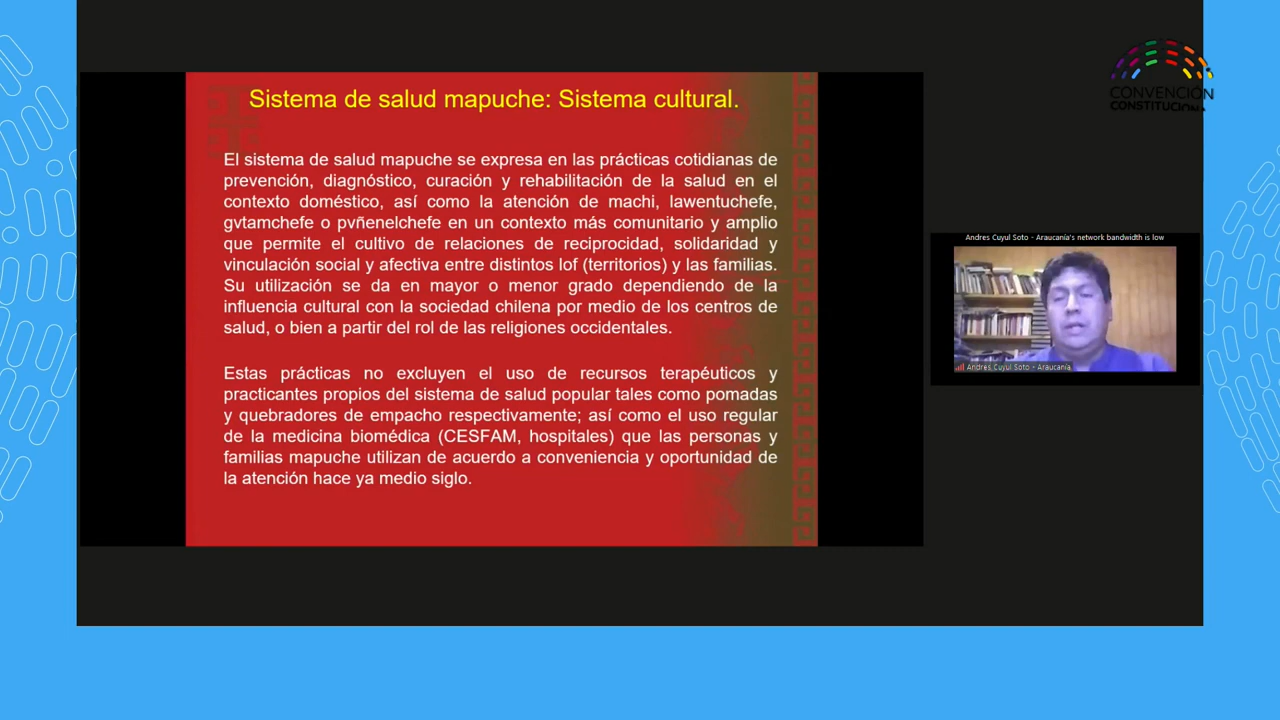 CONVENCIÓN
CONSTITUCIONA
Sistema de salud mapuche: Sistema cultural.
El sistema de salud mapuche se expresa en las prácticas cotidianas de
prevención, diagnóstico, curación y rehabilitación de la salud en el
contexto doméstico, así como la atención de machi, lawentuchefe,
gvtamchefe o pvñenelchefe en un contexto más comunitario y amplio
que permite el cultivo de relaciones de reciprocidad, solidaridad y
vinculación social y afectiva entre distintos lof (territorios) y las familias.
Su utilización se da en mayor o menor grado dependiendo de la
influencia cultural con la sociedad chilena por medio de los centros de
salud, o bien a partir del rol de las religiones occidentales.
Estas prácticas no excluyen el uso de recursos terapéuticos y
practicantes propios del sistema de salud popular tales como pomadas
y quebradores de empacho respectivamente; así como el uso regular
de la medicina biomédica (CESFAM, hospitales) que las personas y
familias mapuche utilizan de acuerdo a conveniencia y oportunidad de
la atención hace ya medio siglo.
Andres Cuyul Soto - Araucanía's network bandwidth is low
Andres Cuyul Soto - Araucanía